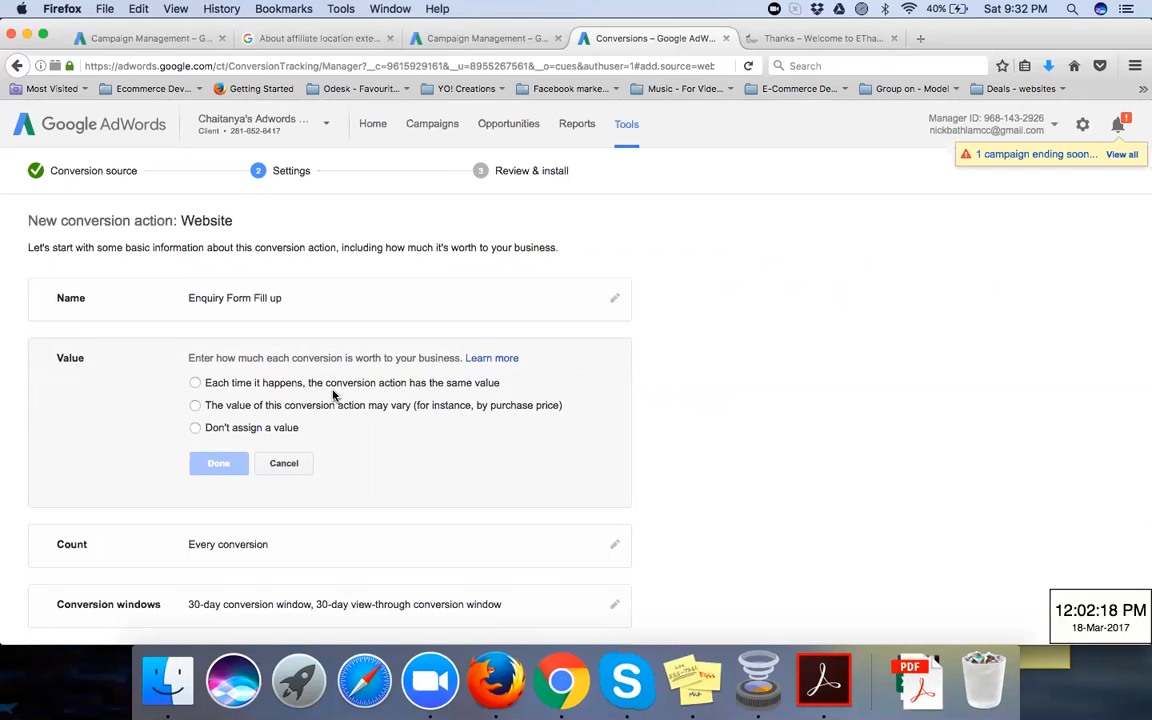 Firefox File Edit View History Bookmarks Tools Window Help 40% Sat 9:32 PM
Campaign Management – G... × About affiliate location exte... × Campaign Management – G... × Conversions – Google AdW... × Thanks – Welcome to ETha... ×
https://adwords.google.com/ct/ConversionTracking/Manager?__c=9615929161&__u=8955267561&__o=cues&authuser=1#add.source=web Search
Most Visited Ecommerce Dev... Getting Started Odesk - Favourit... YO! Creations Facebook marke... Music - For Vide... E-Commerce De... Group on - Model Deals - websites
Google AdWords
Chaitanya's Adwords ...
Client • 281-652-8417
Home Campaigns Opportunities Reports Tools
Manager ID: 968-143-2926
nickbathlamcc@gmail.com
1 campaign ending soon... View all
Conversion source 2 Settings 3 Review & install
New conversion action: Website
Let's start with some basic information about this conversion action, including how much it's worth to your business.
Name Enquiry Form Fill up
Value Enter how much each conversion is worth to your business. Learn more
Each time it happens, the conversion action has the same value
The value of this conversion action may vary (for instance, by purchase price)
Don't assign a value
Done Cancel
Count Every conversion
Conversion windows 30-day conversion window, 30-day view-through conversion window
12:02:18 PM
18-Mar-2017
PDF